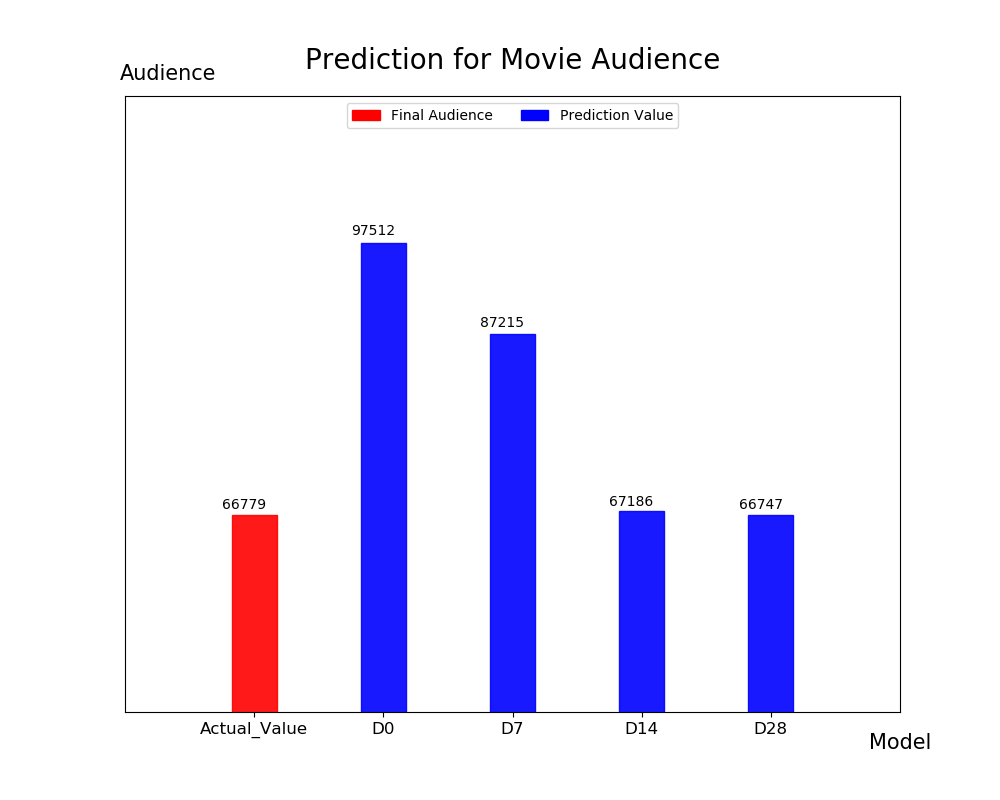 Prediction for Movie Audience
Audience
Final Audience Prediction Value
97512
87215
66779
67186
66747
Actual_Value D0 D7 D14 D28
Model